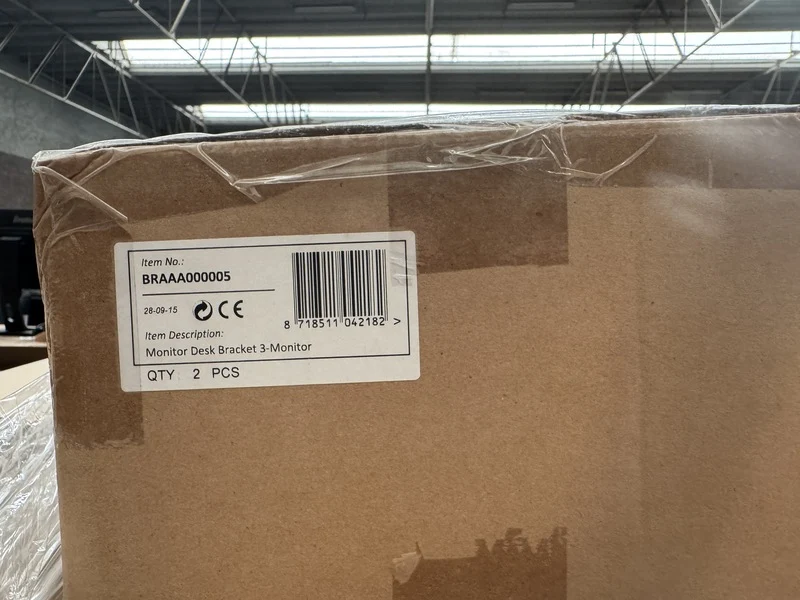 Item No.:
BRAAA000005
28-09-15 CE
8 718511 042182 >
Item Description:
Monitor Desk Bracket 3-Monitor
QTY 2 PCS